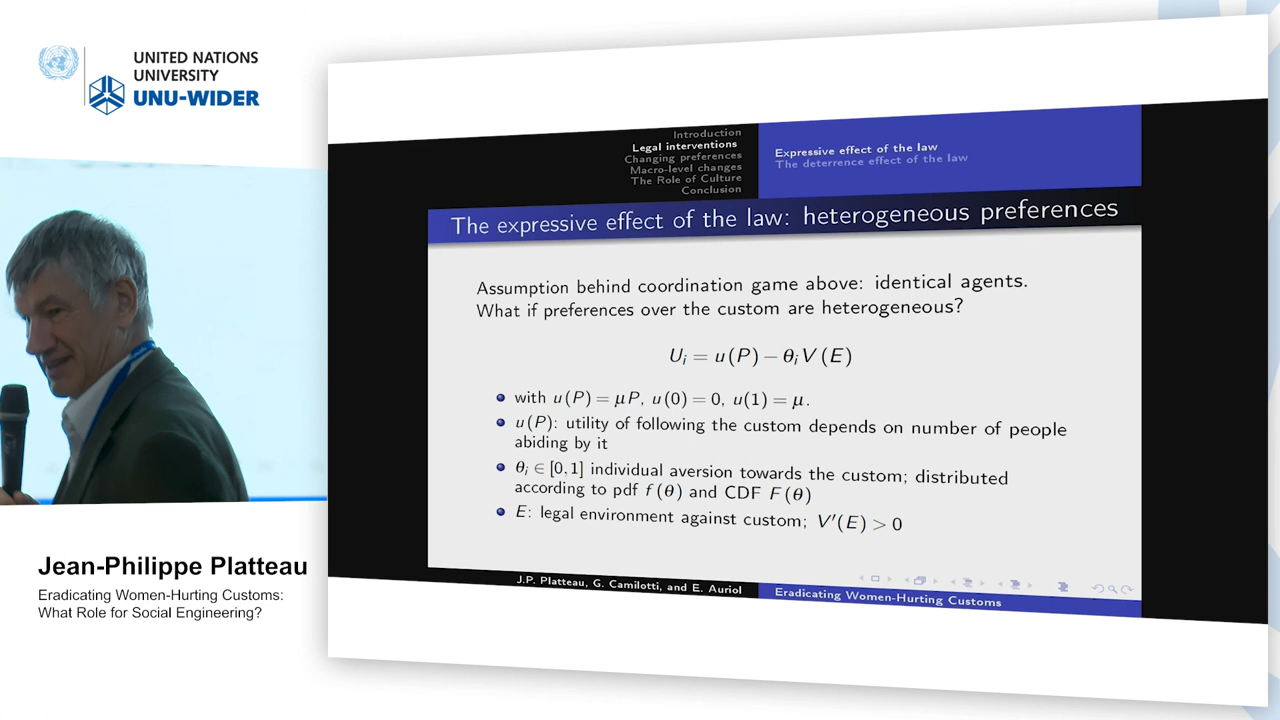 UNITED NATIONS
UNIVERSITY
UNU-WIDER
Introduction
Legal interventions
Changing preferences
Macro-level changes
The Role of Culture
Conclusion
Expressive effect of the law
The deterrence effect of the law
The expressive effect of the law: heterogeneous preferences
Assumption behind coordination game above: identical agents.
What if preferences over the custom are heterogeneous?
U_i = u(P) − θ_i V(E)
with u(P) = μP, u(0) = 0, u(1) = μ.
u(P): utility of following the custom depends on number of people
abiding by it
θ_i ∈ [0,1] individual aversion towards the custom; distributed
according to pdf f(θ) and CDF F(θ)
E: legal environment against custom; V′(E) > 0
J.P. Platteau, G. Camilotti, and E. Auriol
Eradicating Women-Hurting Customs
Jean-Philippe Platteau
Eradicating Women-Hurting Customs:
What Role for Social Engineering?